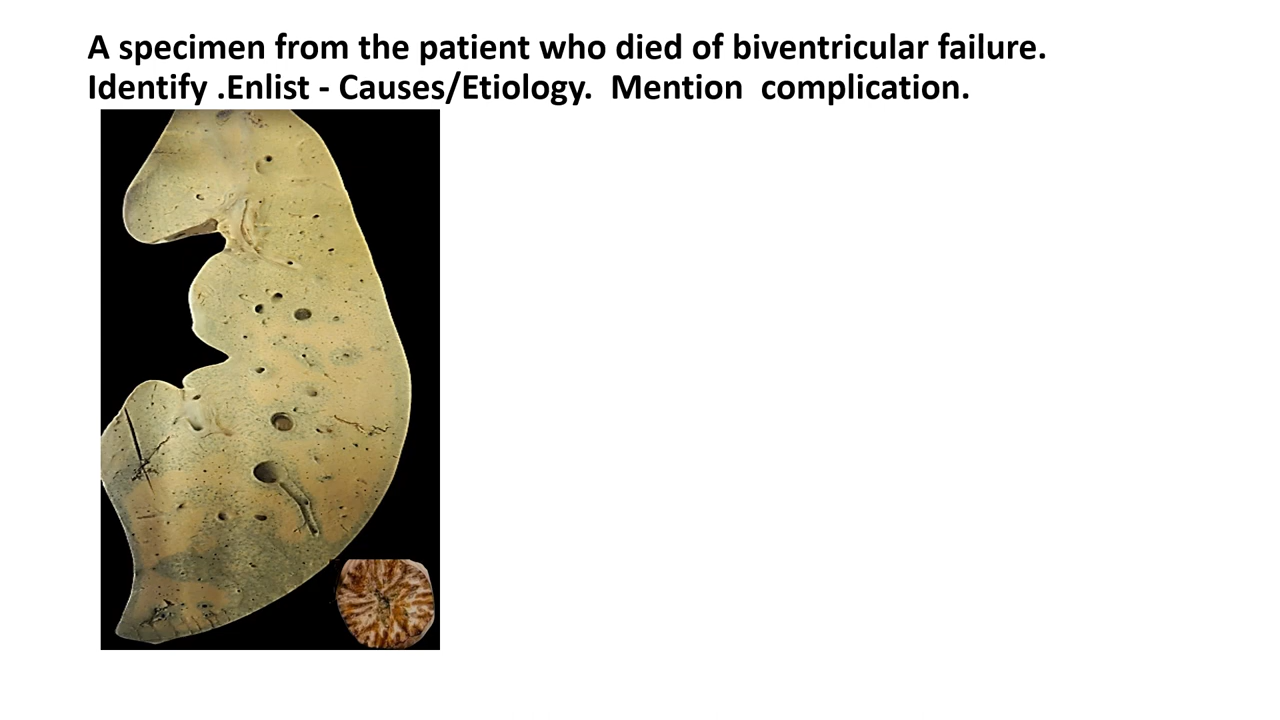 A specimen from the patient who died of biventricular failure.
Identify .Enlist - Causes/Etiology.  Mention  complication.